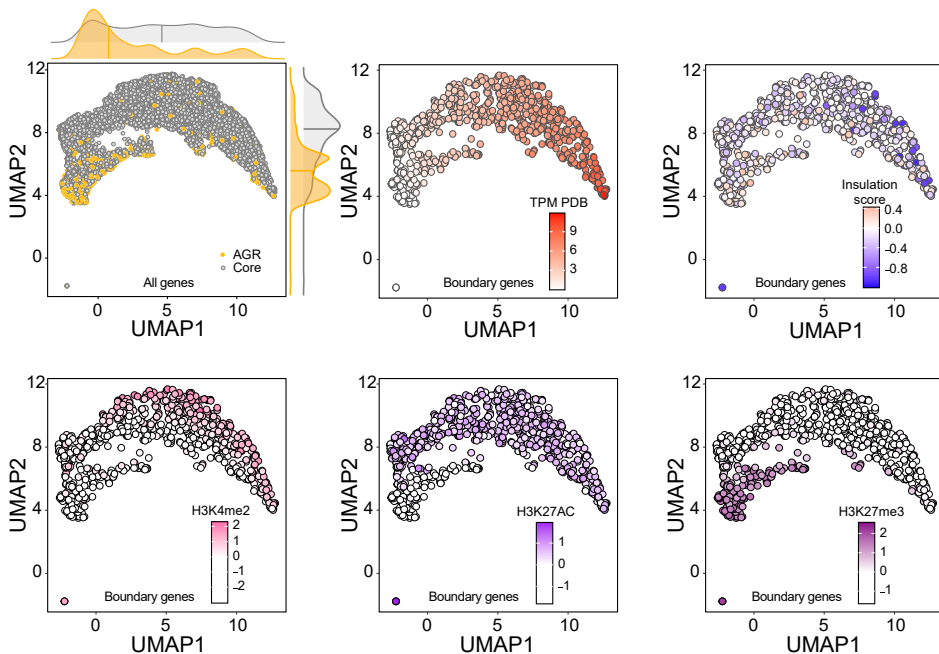 12
8
4
0
UMAP2
AGR
Core
All genes
0
5
10
UMAP1
12
8
4
0
UMAP2
TPM PDB
9
6
3
Boundary genes
0
5
10
UMAP1
12
8
4
0
UMAP2
Insulation
score
0.4
0.0
−0.4
−0.8
Boundary genes
0
5
10
UMAP1
12
8
4
0
UMAP2
H3K4me2
2
1
0
−1
−2
Boundary genes
0
5
10
UMAP1
12
8
4
0
UMAP2
H3K27AC
1
0
−1
Boundary genes
0
5
10
UMAP1
12
8
4
0
UMAP2
H3K27me3
2
1
0
−1
Boundary genes
0
5
10
UMAP1